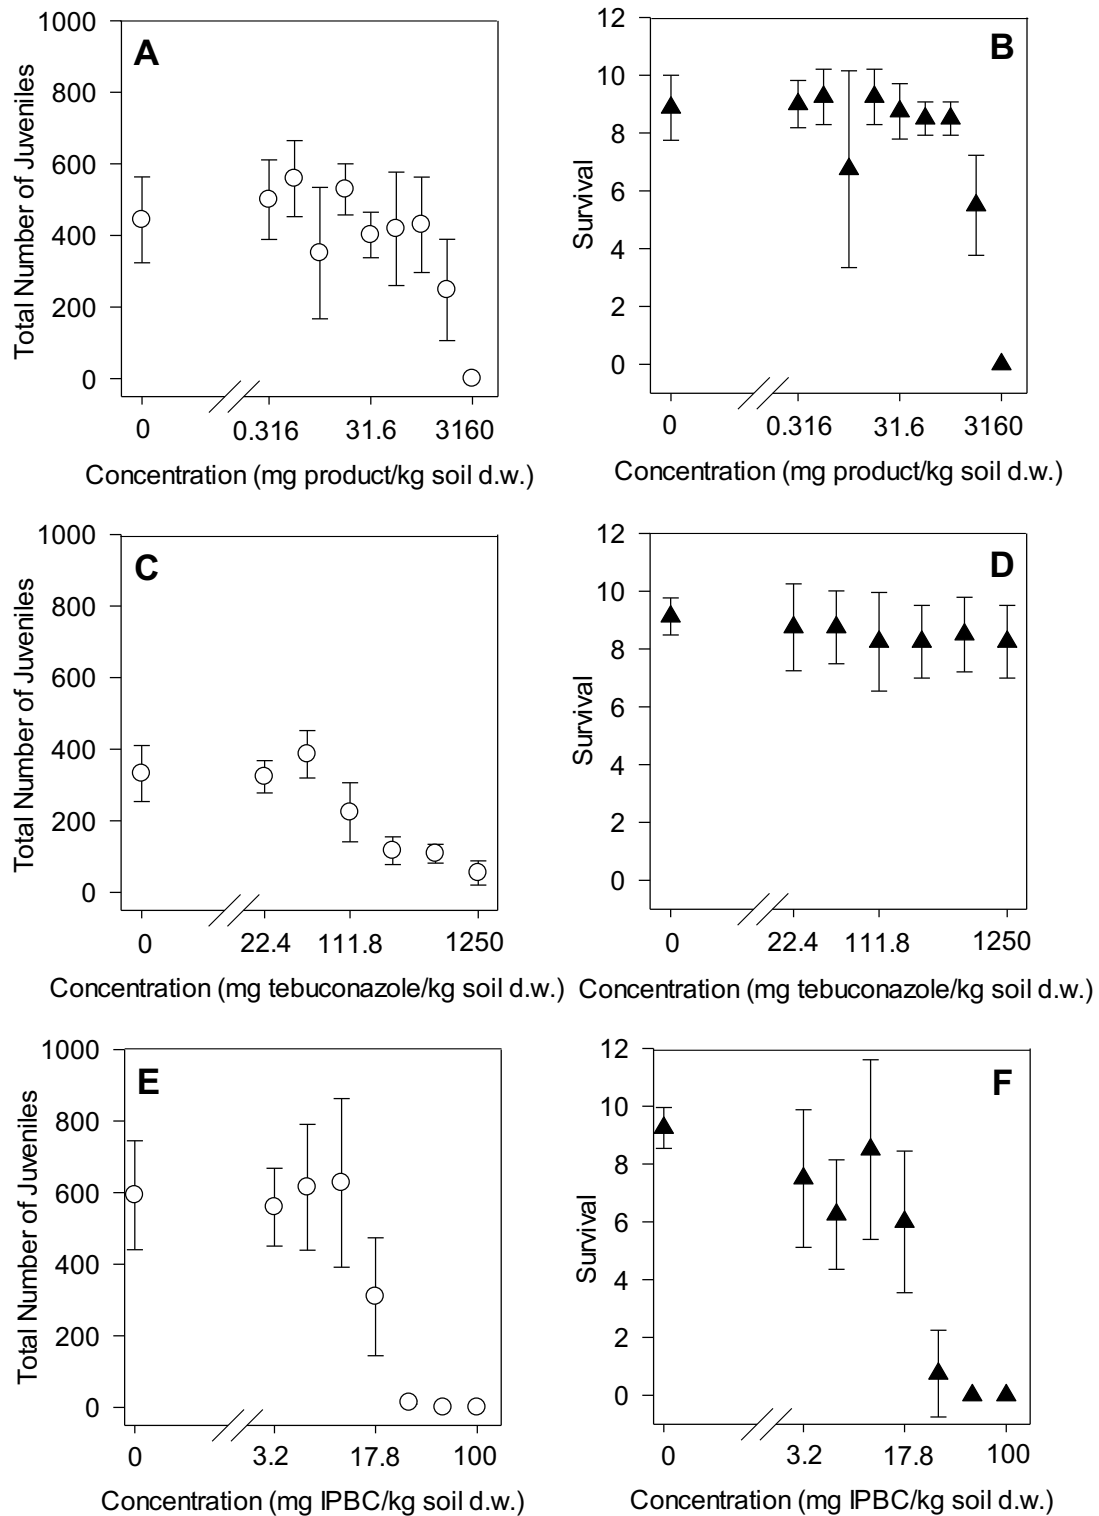 A
Total Number of Juveniles
1000
800
600
400
200
0
0 0.316 31.6 3160
Concentration (mg product/kg soil d.w.)
B
Survival
12
10
8
6
4
2
0
0 0.316 31.6 3160
Concentration (mg product/kg soil d.w.)
C
Total Number of Juveniles
1000
800
600
400
200
0
0 22.4 111.8 1250
Concentration (mg tebuconazole/kg soil d.w.)
D
Survival
12
10
8
6
4
2
0
0 22.4 111.8 1250
Concentration (mg tebuconazole/kg soil d.w.)
E
Total Number of Juveniles
1000
800
600
400
200
0
0 3.2 17.8 100
Concentration (mg IPBC/kg soil d.w.)
F
Survival
12
10
8
6
4
2
0
0 3.2 17.8 100
Concentration (mg IPBC/kg soil d.w.)